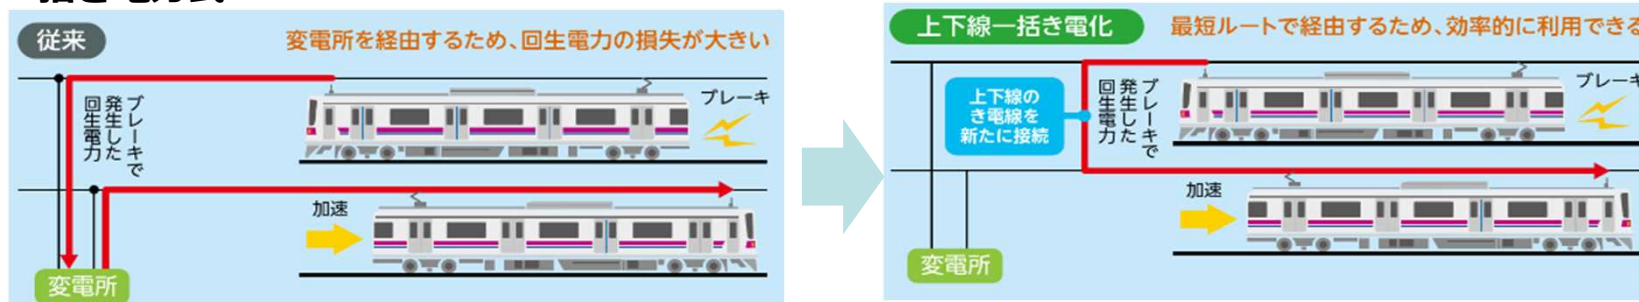 括き電方式
従来
変電所を経由するため、回生電力の損失が大きい
ブレーキで
発生した
回生電力
ブレーキ
加速
変電所
上下線一括き電化
最短ルートで経由するため、効率的に利用できる
上下線の
き電線を
新たに接続
ブレーキで
発生した
回生電力
ブレーキ
加速
変電所